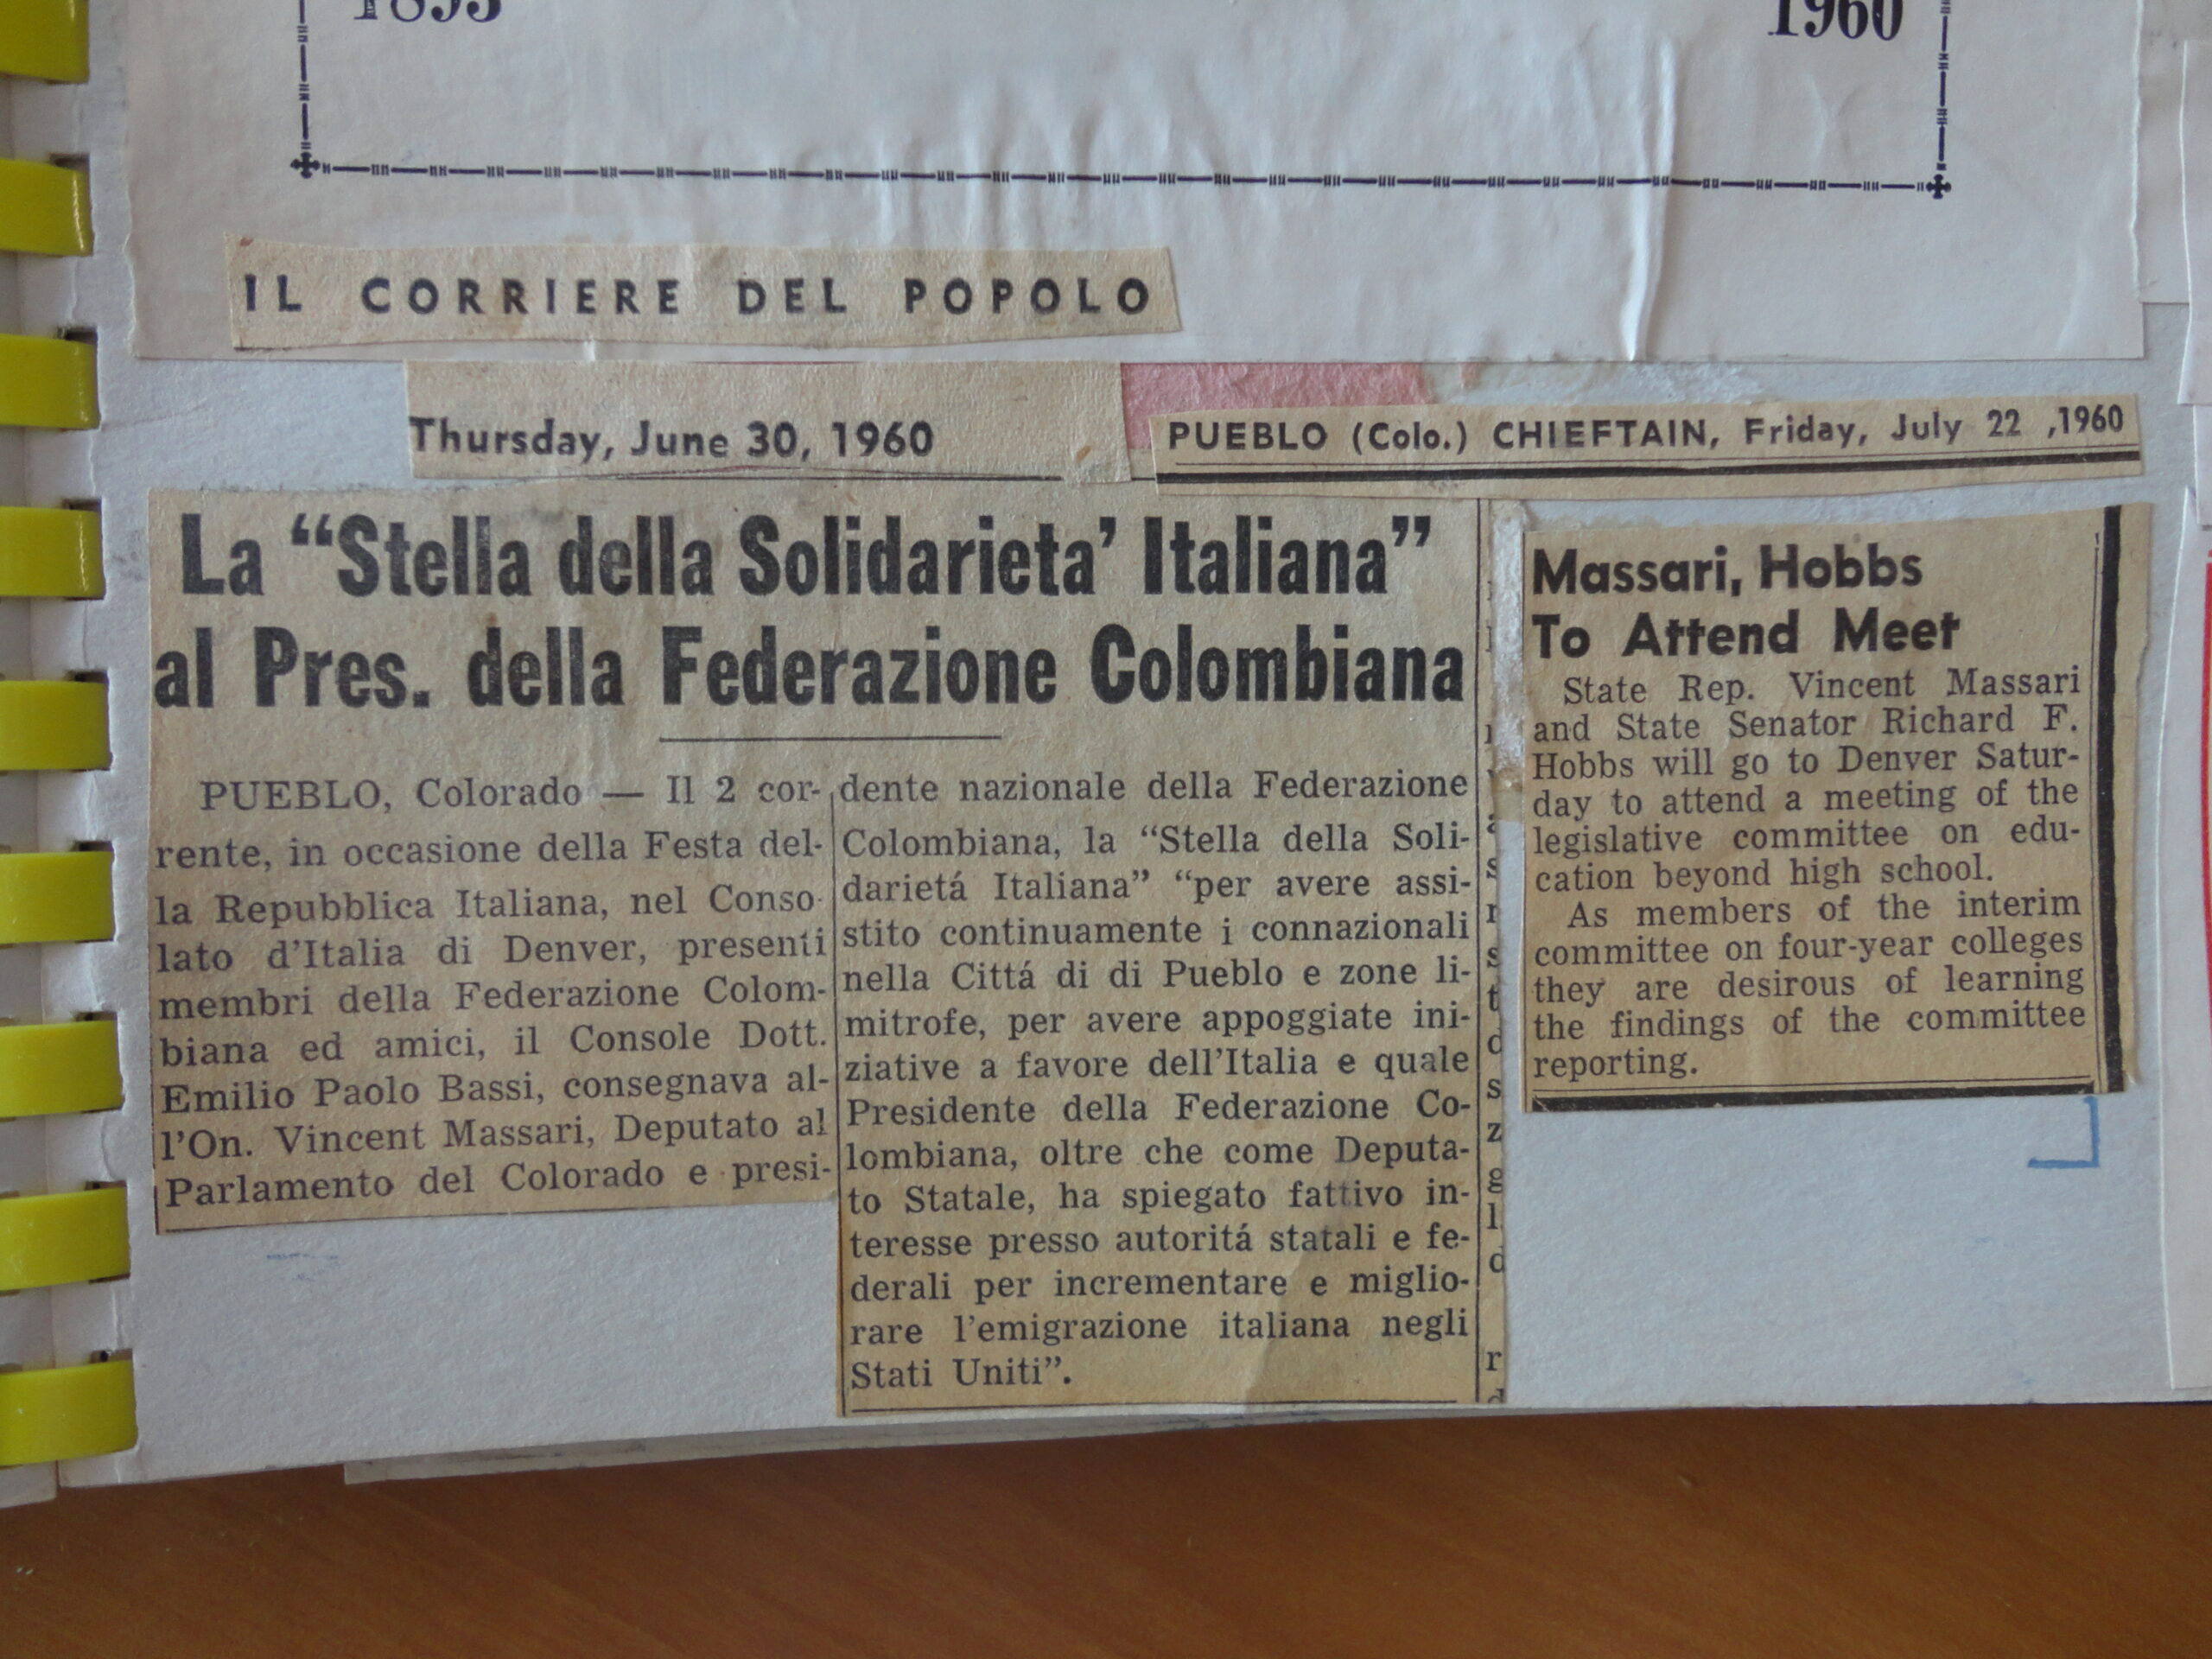 1895
1960
IL CORRIERE DEL POPOLO
Thursday, June 30, 1960
La “Stella della Solidarieta’ Italiana”
al Pres. della Federazione Colombiana
PUEBLO, Colorado — Il 2 cor-
rente, in occasione della Festa del-
la Repubblica Italiana, nel Conso-
lato d’Italia di Denver, presenti
membri della Federazione Colom-
biana ed amici, il Console Dott.
Emilio Paolo Bassi, consegnava al-
l’On. Vincent Massari, Deputato al
Parlamento del Colorado e presi-
dente nazionale della Federazione
Colombiana, la “Stella della Soli-
darietá Italiana” “per avere assi-
stito continuamente i connazionali
nella Cittá di di Pueblo e zone li-
mitrofe, per avere appoggiate ini-
ziative a favore dell’Italia e quale
Presidente della Federazione Co-
lombiana, oltre che come Deputa-
to Statale, ha spiegato fattivo in-
teresse presso autoritá statali e fe-
derali per incrementare e miglio-
rare l’emigrazione italiana negli
Stati Uniti”.
PUEBLO (Colo.) CHIEFTAIN, Friday, July 22 ,1960
Massari, Hobbs
To Attend Meet
State Rep. Vincent Massari
and State Senator Richard F.
Hobbs will go to Denver Satur-
day to attend a meeting of the
legislative committee on edu-
cation beyond high school.
As members of the interim
committee on four-year colleges
they are desirous of learning
the findings of the committee
reporting.